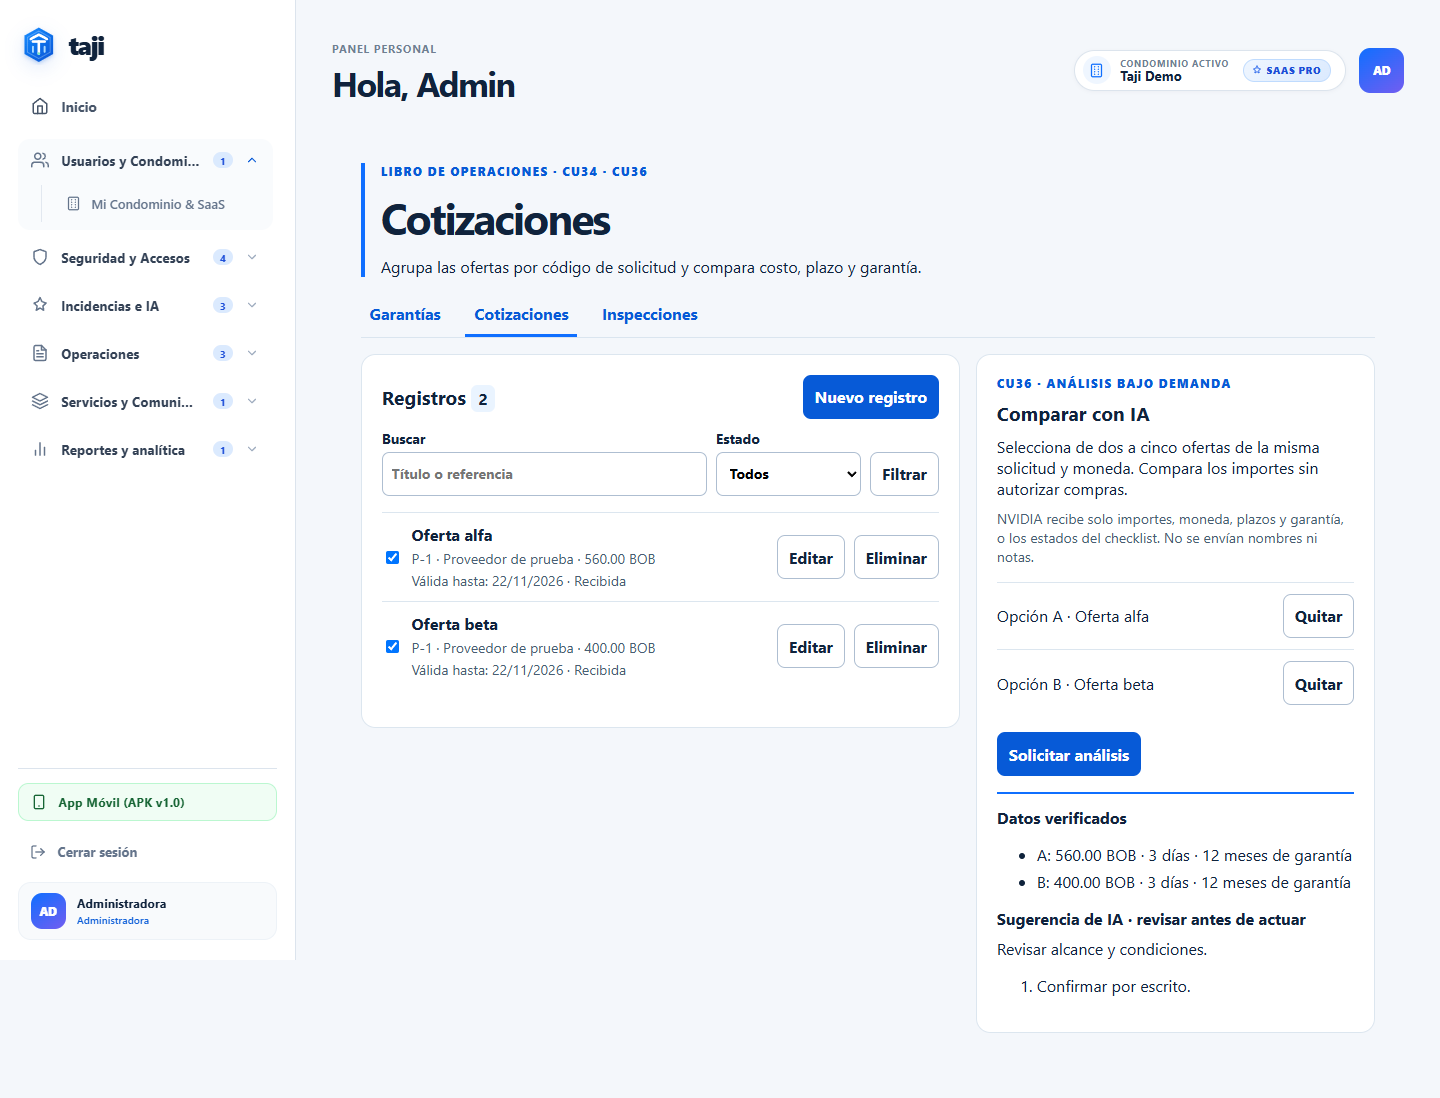 taji
Inicio
Usuarios y Condomi... 1
Mi Condominio & SaaS
Seguridad y Accesos 4
Incidencias e IA 3
Operaciones 3
Servicios y Comuni... 1
Reportes y analítica 1
App Móvil (APK v1.0)
Cerrar sesión
AD
Administradora
Administradora
PANEL PERSONAL
Hola, Admin
CONDOMINIO ACTIVO
Taji Demo
SAAS PRO
AD
LIBRO DE OPERACIONES · CU34 · CU36
Cotizaciones
Agrupa las ofertas por código de solicitud y compara costo, plazo y garantía.
Garantías Cotizaciones Inspecciones
Registros 2
Nuevo registro
Buscar Estado
Título o referencia Todos Filtrar
Oferta alfa
P-1 · Proveedor de prueba · 560.00 BOB
Válida hasta: 22/11/2026 · Recibida
Editar Eliminar
Oferta beta
P-1 · Proveedor de prueba · 400.00 BOB
Válida hasta: 22/11/2026 · Recibida
Editar Eliminar
CU36 · ANÁLISIS BAJO DEMANDA
Comparar con IA
Selecciona de dos a cinco ofertas de la misma
solicitud y moneda. Compara los importes sin
autorizar compras.
NVIDIA recibe solo importes, moneda, plazos y garantía,
o los estados del checklist. No se envían nombres ni
notas.
Opción A · Oferta alfa Quitar
Opción B · Oferta beta Quitar
Solicitar análisis
Datos verificados
• A: 560.00 BOB · 3 días · 12 meses de garantía
• B: 400.00 BOB · 3 días · 12 meses de garantía
Sugerencia de IA · revisar antes de actuar
Revisar alcance y condiciones.
1. Confirmar por escrito.